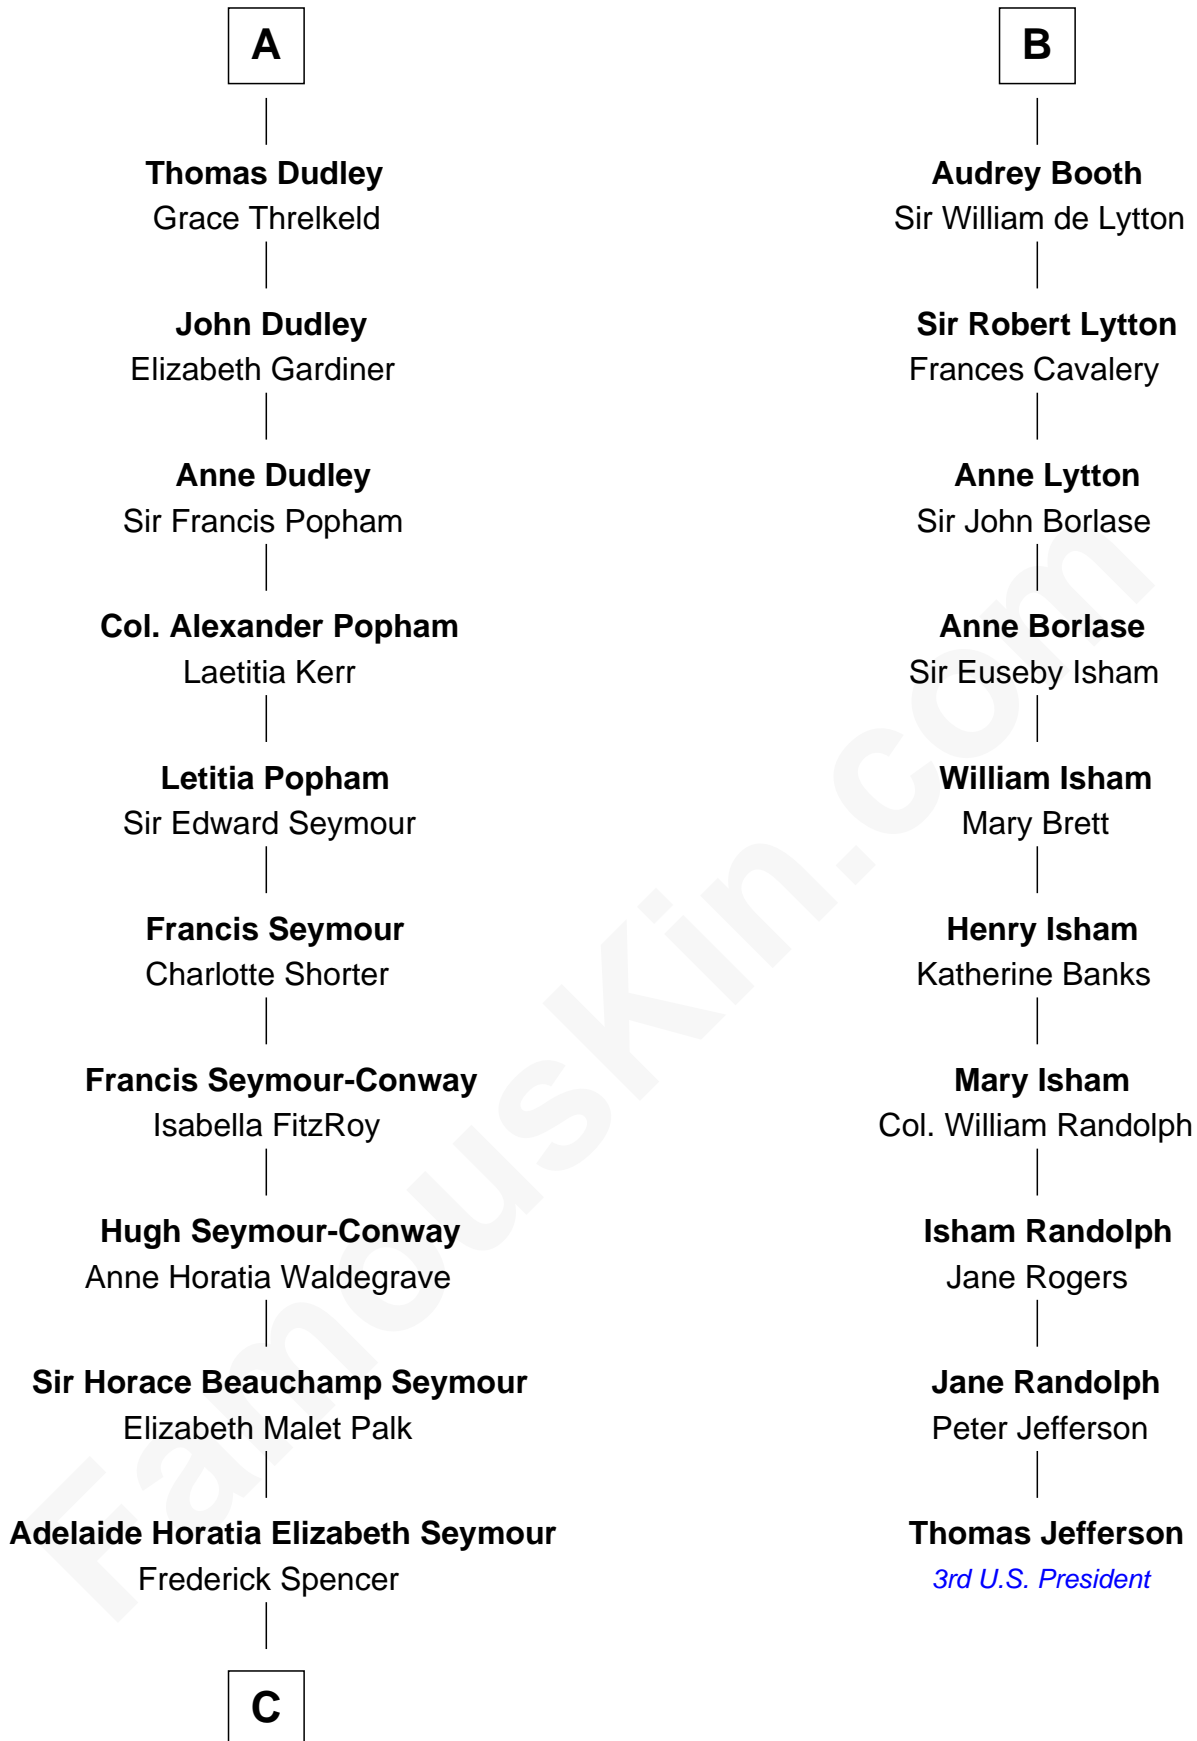 A
Thomas Dudley
Grace Threlkeld
John Dudley
Elizabeth Gardiner
Anne Dudley
Sir Francis Popham
Col. Alexander Popham
Laetitia Kerr
Letitia Popham
Sir Edward Seymour
Francis Seymour
Charlotte Shorter
Francis Seymour-Conway
Isabella FitzRoy
Hugh Seymour-Conway
Anne Horatia Waldegrave
Sir Horace Beauchamp Seymour
Elizabeth Malet Palk
Adelaide Horatia Elizabeth Seymour
Frederick Spencer
C
B
Audrey Booth
Sir William de Lytton
Sir Robert Lytton
Frances Cavalery
Anne Lytton
Sir John Borlase
Anne Borlase
Sir Euseby Isham
William Isham
Mary Brett
Henry Isham
Katherine Banks
Mary Isham
Col. William Randolph
Isham Randolph
Jane Rogers
Jane Randolph
Peter Jefferson
Thomas Jefferson
3rd U.S. President
FamousKin.com